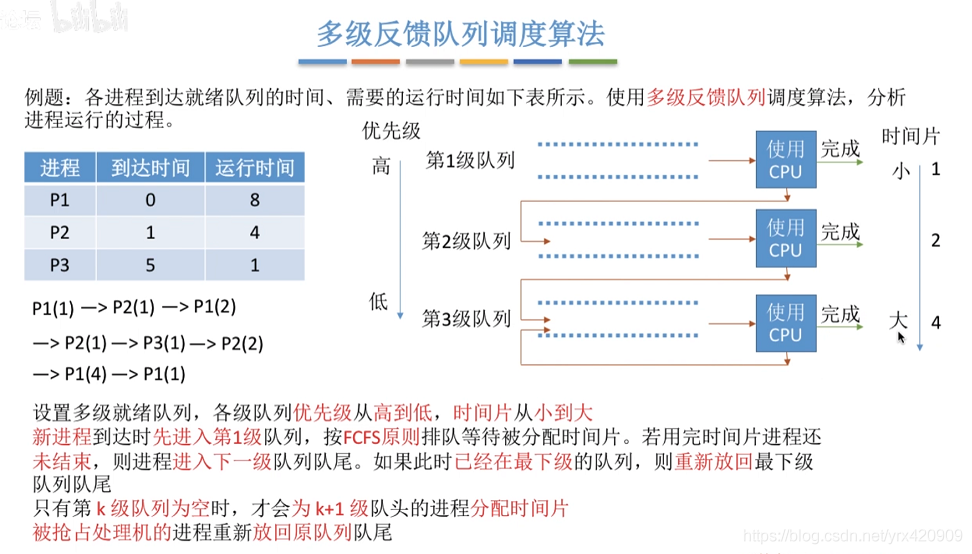 bilibili
多级反馈队列调度算法
例题：各进程到达就绪队列的时间、需要的运行时间如下表所示。使用多级反馈队列调度算法，分析
进程运行的过程。
进程 到达时间 运行时间
P1 0 8
P2 1 4
P3 5 1
P1(1) —> P2(1) —> P1(2)
—> P2(1) —> P3(1) —> P2(2)
—> P1(4) —> P1(1)
优先级
高
低
第1级队列
使用
CPU
完成
第2级队列
使用
CPU
完成
第3级队列
使用
CPU
完成
时间片
小 1
2
大 4
设置多级就绪队列，各级队列优先级从高到低，时间片从小到大
新进程到达时先进入第1级队列，按FCFS原则排队等待被分配时间片。若用完时间片进程还
未结束，则进程进入下一级队列队尾。如果此时已经在最下级的队列，则重新放回最下级
队列队尾
只有第 k 级队列为空时，才会为 k+1 级队头的进程分配时间片
被抢占处理机的进程重新放回原队列队尾
https://blog.csdn.net/yrx420909